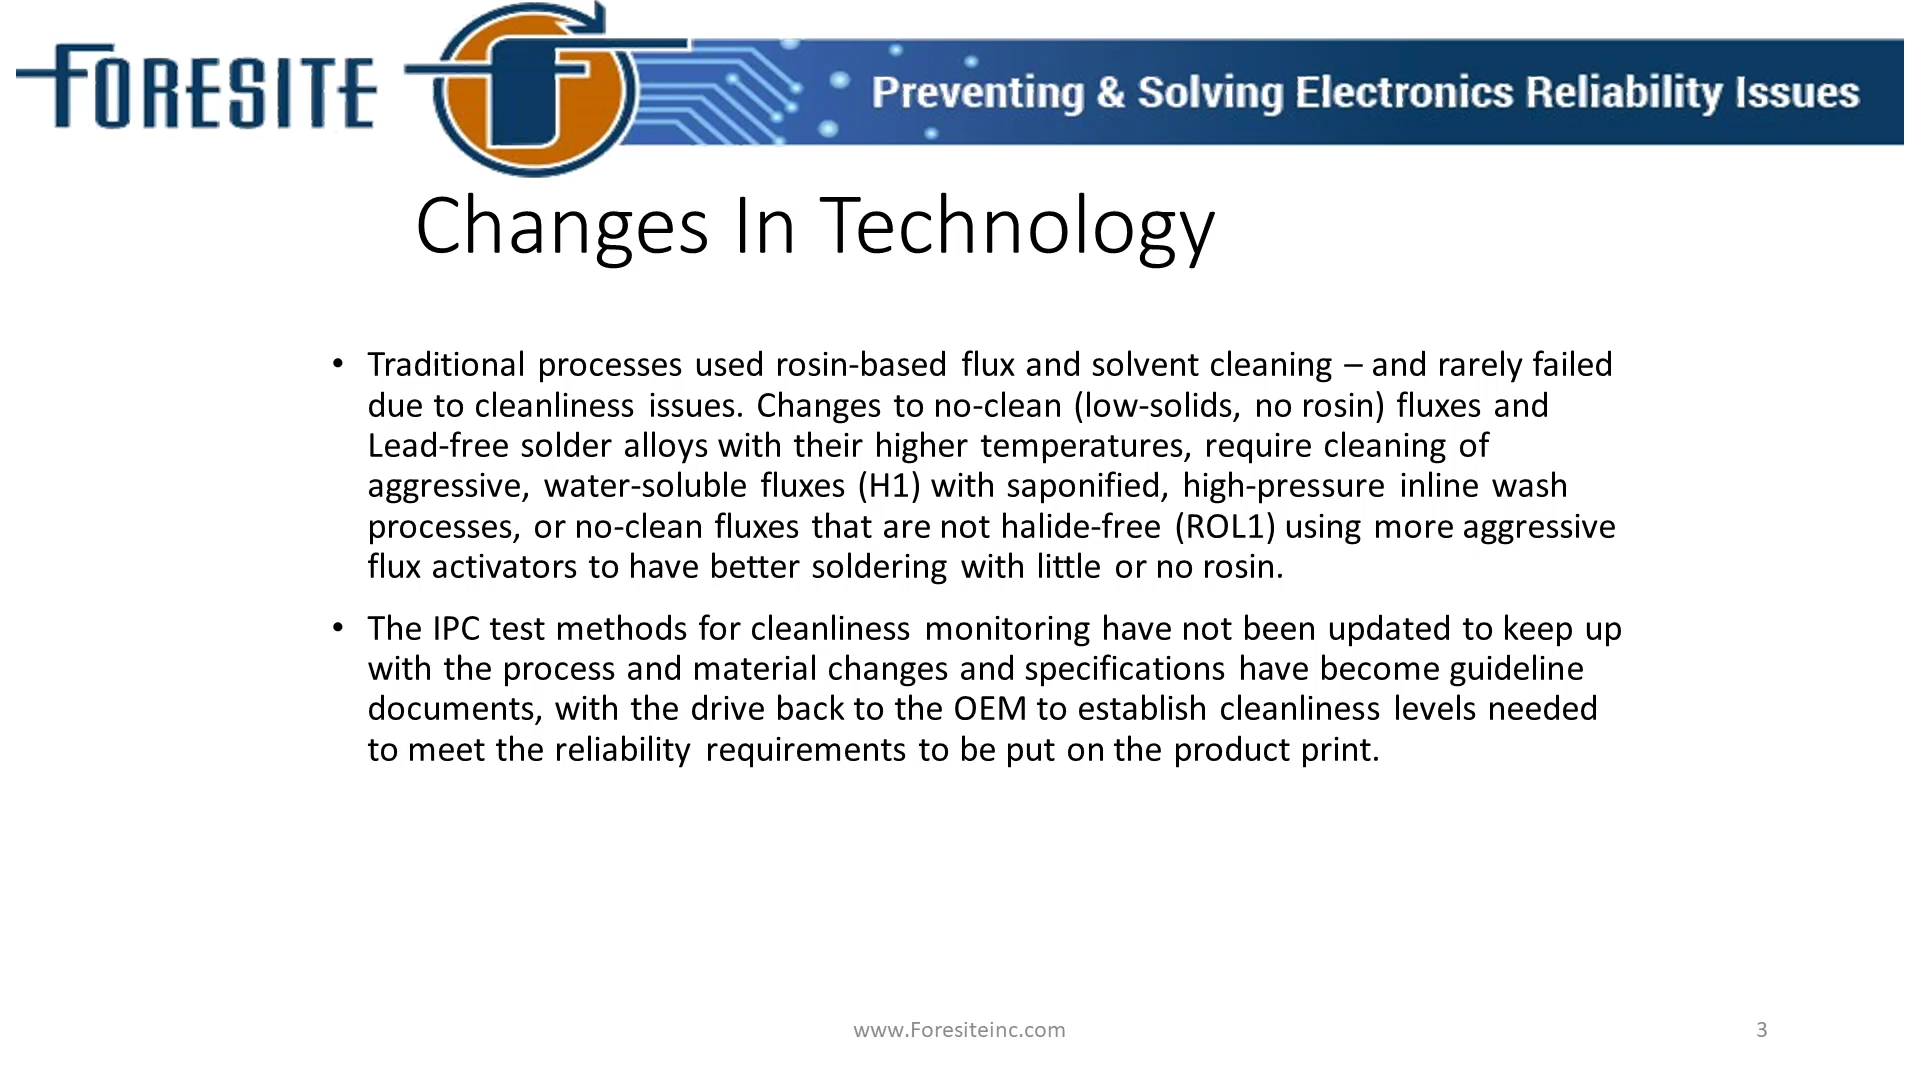 FORESITE
Preventing & Solving Electronics Reliability Issues
Changes In Technology
• Traditional processes used rosin-based flux and solvent cleaning – and rarely failed
due to cleanliness issues. Changes to no-clean (low-solids, no rosin) fluxes and
Lead-free solder alloys with their higher temperatures, require cleaning of
aggressive, water-soluble fluxes (H1) with saponified, high-pressure inline wash
processes, or no-clean fluxes that are not halide-free (ROL1) using more aggressive
flux activators to have better soldering with little or no rosin.
• The IPC test methods for cleanliness monitoring have not been updated to keep up
with the process and material changes and specifications have become guideline
documents, with the drive back to the OEM to establish cleanliness levels needed
to meet the reliability requirements to be put on the product print.
www.Foresiteinc.com
3